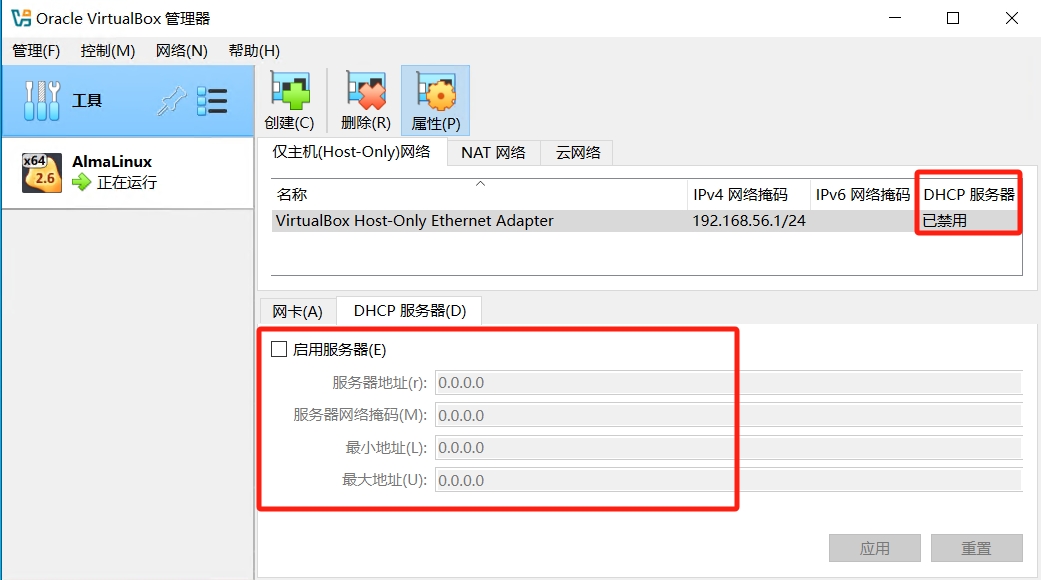 Oracle VirtualBox 管理器
管理(F) 控制(M) 网络(N) 帮助(H)
工具
创建(C) 删除(R) 属性(P)
x64
2.6
AlmaLinux
正在运行
仅主机(Host-Only)网络 NAT 网络 云网络
名称 IPv4 网络掩码 IPv6 网络掩码 DHCP 服务器
VirtualBox Host-Only Ethernet Adapter 192.168.56.1/24 已禁用
网卡(A) DHCP 服务器(D)
启用服务器(E)
服务器地址(r): 0.0.0.0
服务器网络掩码(M): 0.0.0.0
最小地址(L): 0.0.0.0
最大地址(U): 0.0.0.0
应用 重置